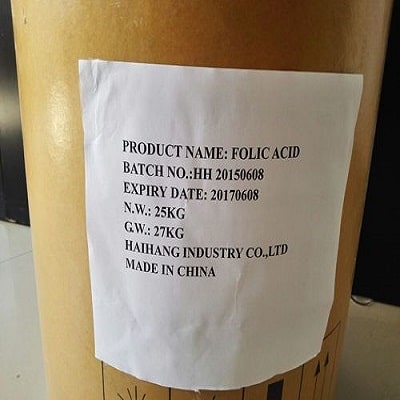 PRODUCT NAME: FOLIC ACID
BATCH NO.:HH 20150608
EXPIRY DATE: 20170608
N.W.: 25KG
G.W.: 27KG
HAIHANG INDUSTRY CO.,LTD
MADE IN CHINA